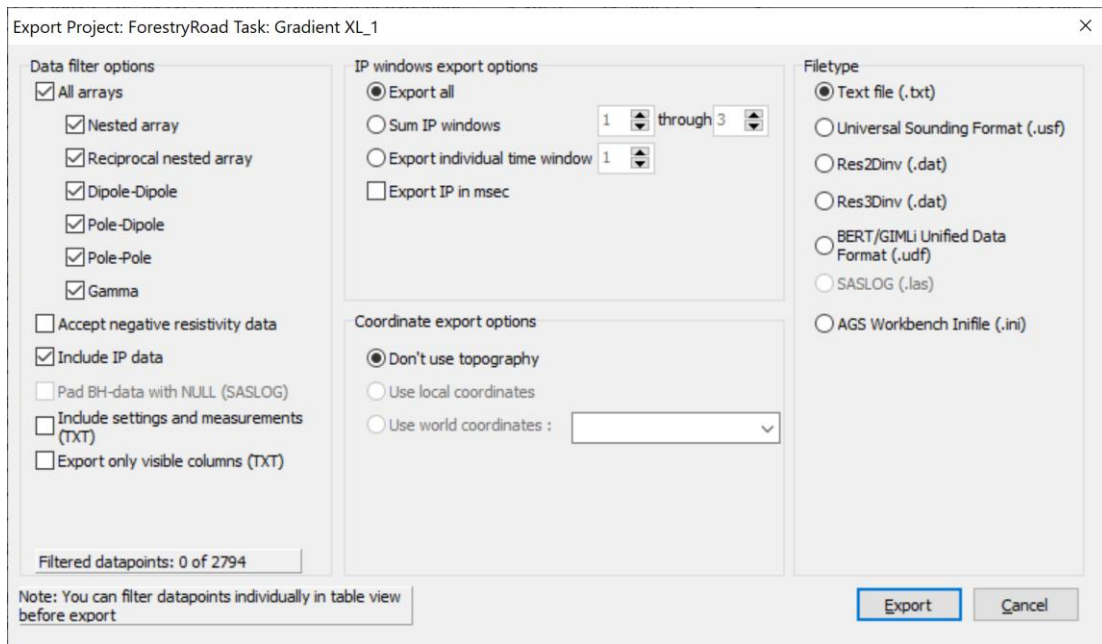 Export Project: ForestryRoad Task: Gradient XL_1
Data filter options
All arrays
Nested array
Reciprocal nested array
Dipole-Dipole
Pole-Dipole
Pole-Pole
Gamma
Accept negative resistivity data
Include IP data
Pad BH-data with NULL (SASLOG)
Include settings and measurements
(TXT)
Export only visible columns (TXT)
Filtered datapoints: 0 of 2794
Note: You can filter datapoints individually in table view
before export
IP windows export options
Export all
Sum IP windows 1 through 3
Export individual time window 1
Export IP in msec
Coordinate export options
Don't use topography
Use local coordinates
Use world coordinates :
Filetype
Text file (.txt)
Universal Sounding Format (.usf)
Res2Dinv (.dat)
Res3Dinv (.dat)
BERT/GIMLi Unified Data
Format (.udf)
SASLOG (.las)
AGS Workbench Inifile (.ini)
Export Cancel